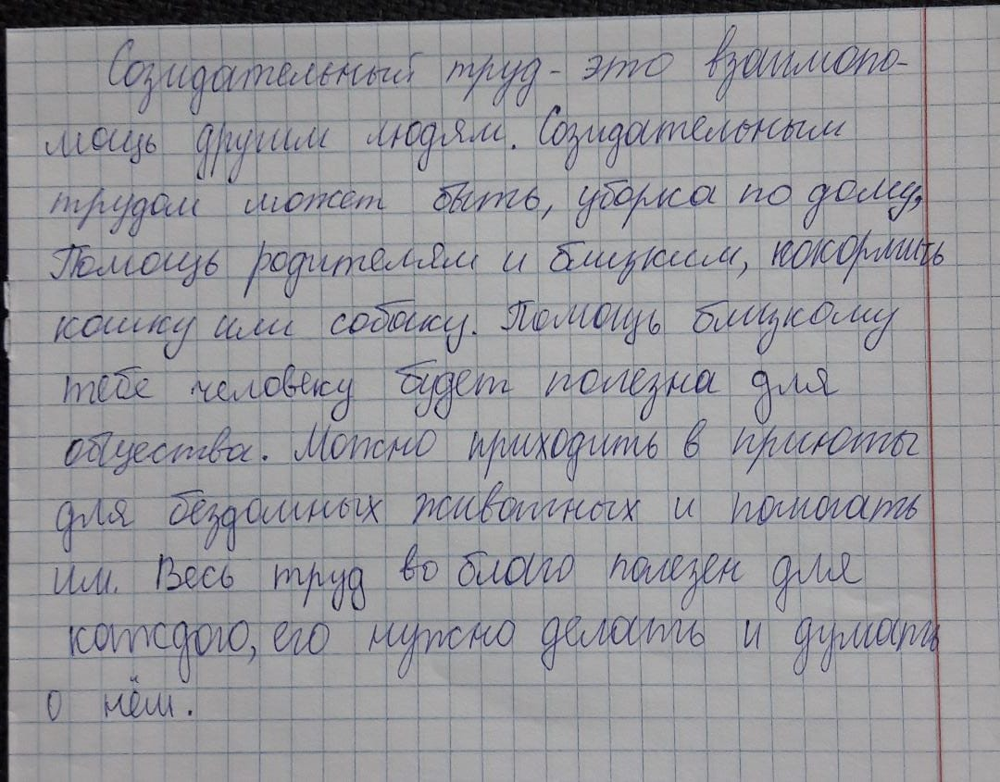 Созидательный труд - это взаимопо-
мощь другим людям. Созидательным
трудом может быть, уборка по дому,
Помощь родителям и близким, покормить
кошку или собаку. Помощь близкому
тебе человеку будет полезна для
общества. Можно приходить в приюты
для бездомных животных и помогать
им. Весь труд во благо полезен для
каждого, его нужно делать и думать
о нём.